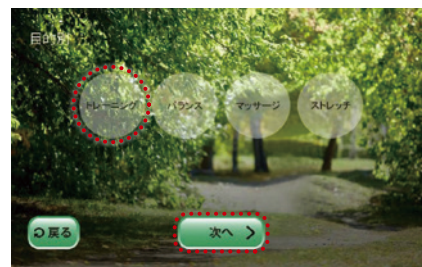 目的別
トレーニング
バランス
マッサージ
ストレッチ
戻る
次へ